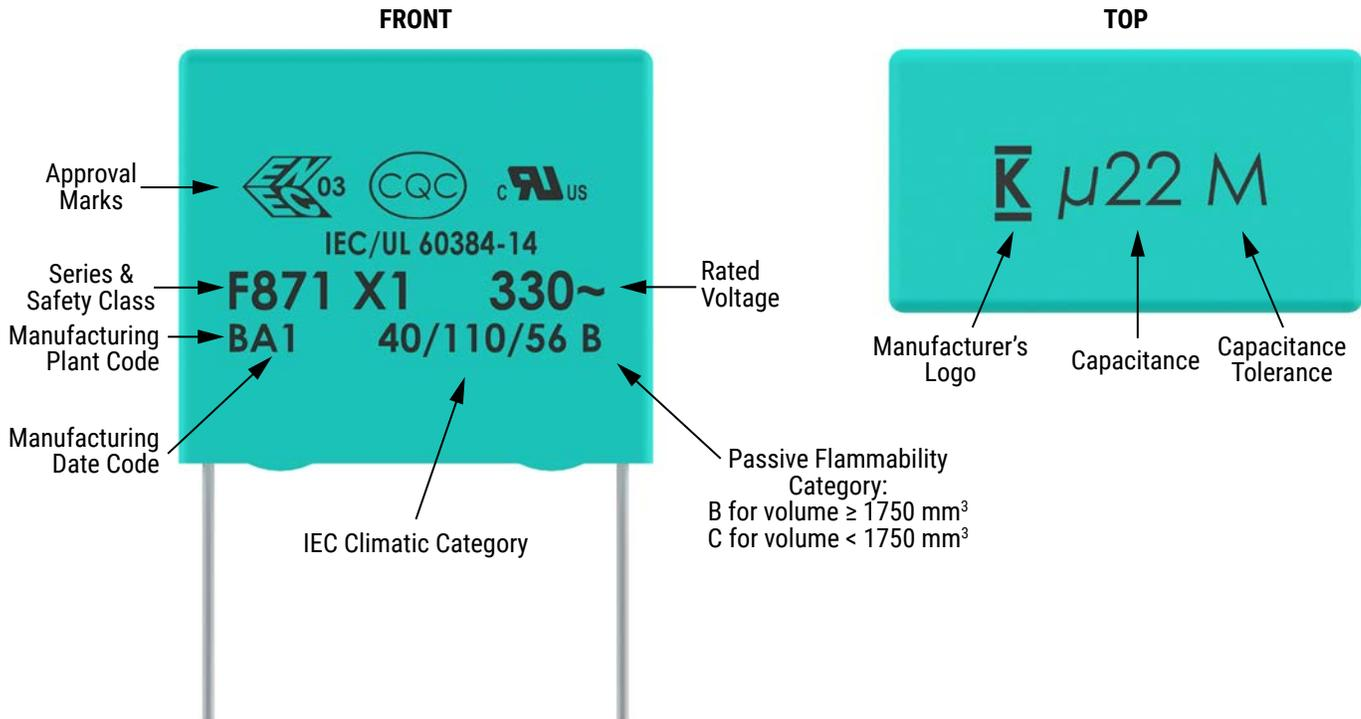 FRONT
Approval
Marks
ENEC 03
CQC
c RU US
IEC/UL 60384-14
Series &
Safety Class
F871 X1 330~
Rated
Voltage
Manufacturing
Plant Code
BA1 40/110/56 B
Manufacturing
Date Code
IEC Climatic Category
Passive Flammability
Category:
B for volume ≥ 1750 mm³
C for volume < 1750 mm³
TOP
K µ22 M
Manufacturer's
Logo
Capacitance
Capacitance
Tolerance